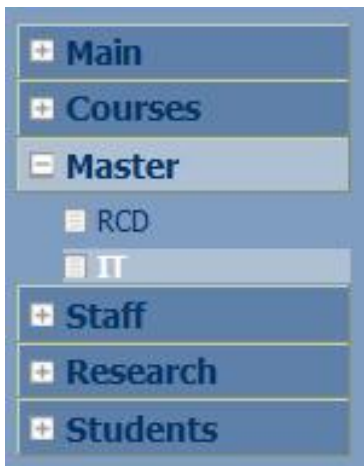 Main
Courses
Master
RCD
IT
Staff
Research
Students